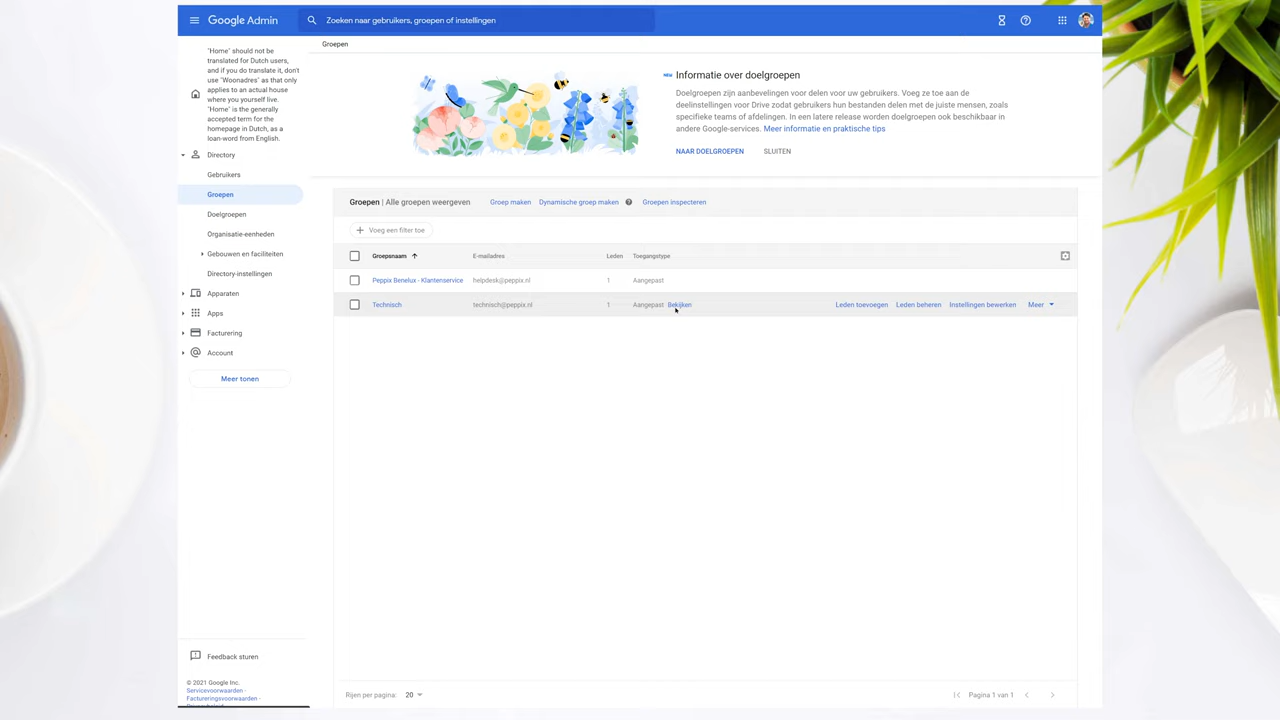 Google Admin
Zoeken naar gebruikers, groepen of instellingen
Groepen
"Home" should not be
translated for Dutch users,
and if you do translate it, don't
use "Woonadres" as that only
applies to an actual house
where you yourself live.
"Home" is the generally
accepted term for the
homepage in Dutch, as a
loan-word from English.
Directory
Gebruikers
Groepen
Doelgroepen
Organisatie-eenheden
Gebouwen en faciliteiten
Directory-instellingen
Apparaten
Apps
Facturering
Account
Meer tonen
Feedback sturen
© 2021 Google Inc.
Servicevoorwaarden -
Factureringsvoorwaarden -
NEW Informatie over doelgroepen
Doelgroepen zijn aanbevelingen voor delen voor uw gebruikers. Voeg ze toe aan de
deelinstellingen voor Drive zodat gebruikers hun bestanden delen met de juiste mensen, zoals
specifieke teams of afdelingen. In een latere release worden doelgroepen ook beschikbaar in
andere Google-services. Meer informatie en praktische tips
NAAR DOELGROEPEN SLUITEN
Groepen | Alle groepen weergeven Groep maken Dynamische groep maken Groepen inspecteren
Voeg een filter toe
Groepsnaam E-mailadres Leden Toegangstype
Peppix Benelux - Klantenservice helpdesk@peppix.nl 1 Aangepast
Technisch technisch@peppix.nl 1 Aangepast Bekijken Leden toevoegen Leden beheren Instellingen bewerken Meer
Rijen per pagina: 20 Pagina 1 van 1